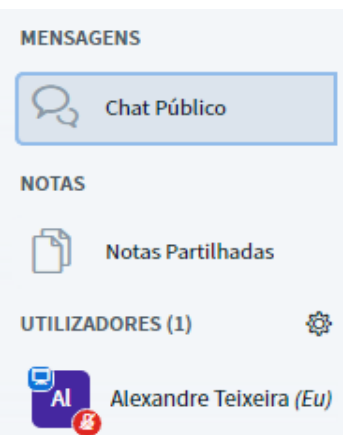 MENSAGENS
Chat Público
NOTAS
Notas Partilhadas
UTILIZADORES (1)
Al
Alexandre Teixeira (Eu)